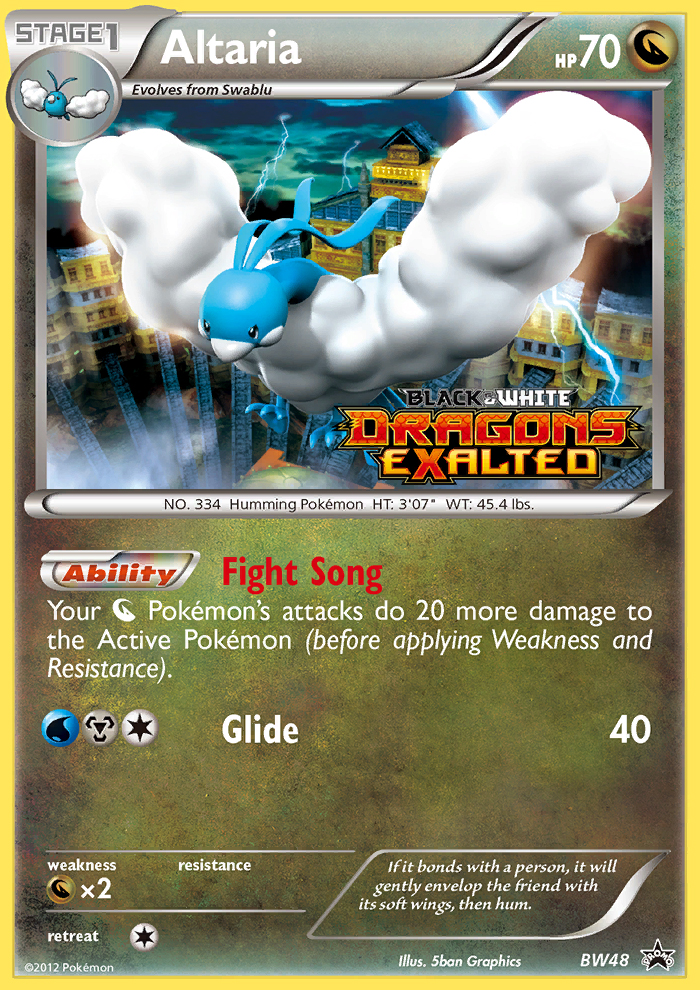 STAGE1
Altaria
HP70
Evolves from Swablu
BLACK&WHITE
DRAGONS
EXALTED
NO. 334 Humming Pokémon HT: 3'07" WT: 45.4 lbs.
Ability Fight Song
Your Pokémon's attacks do 20 more damage to
the Active Pokémon (before applying Weakness and
Resistance).
Glide 40
weakness resistance
×2
retreat
If it bonds with a person, it will
gently envelop the friend with
its soft wings, then hum.
©2012 Pokémon Illus. 5ban Graphics BW48 PROMO